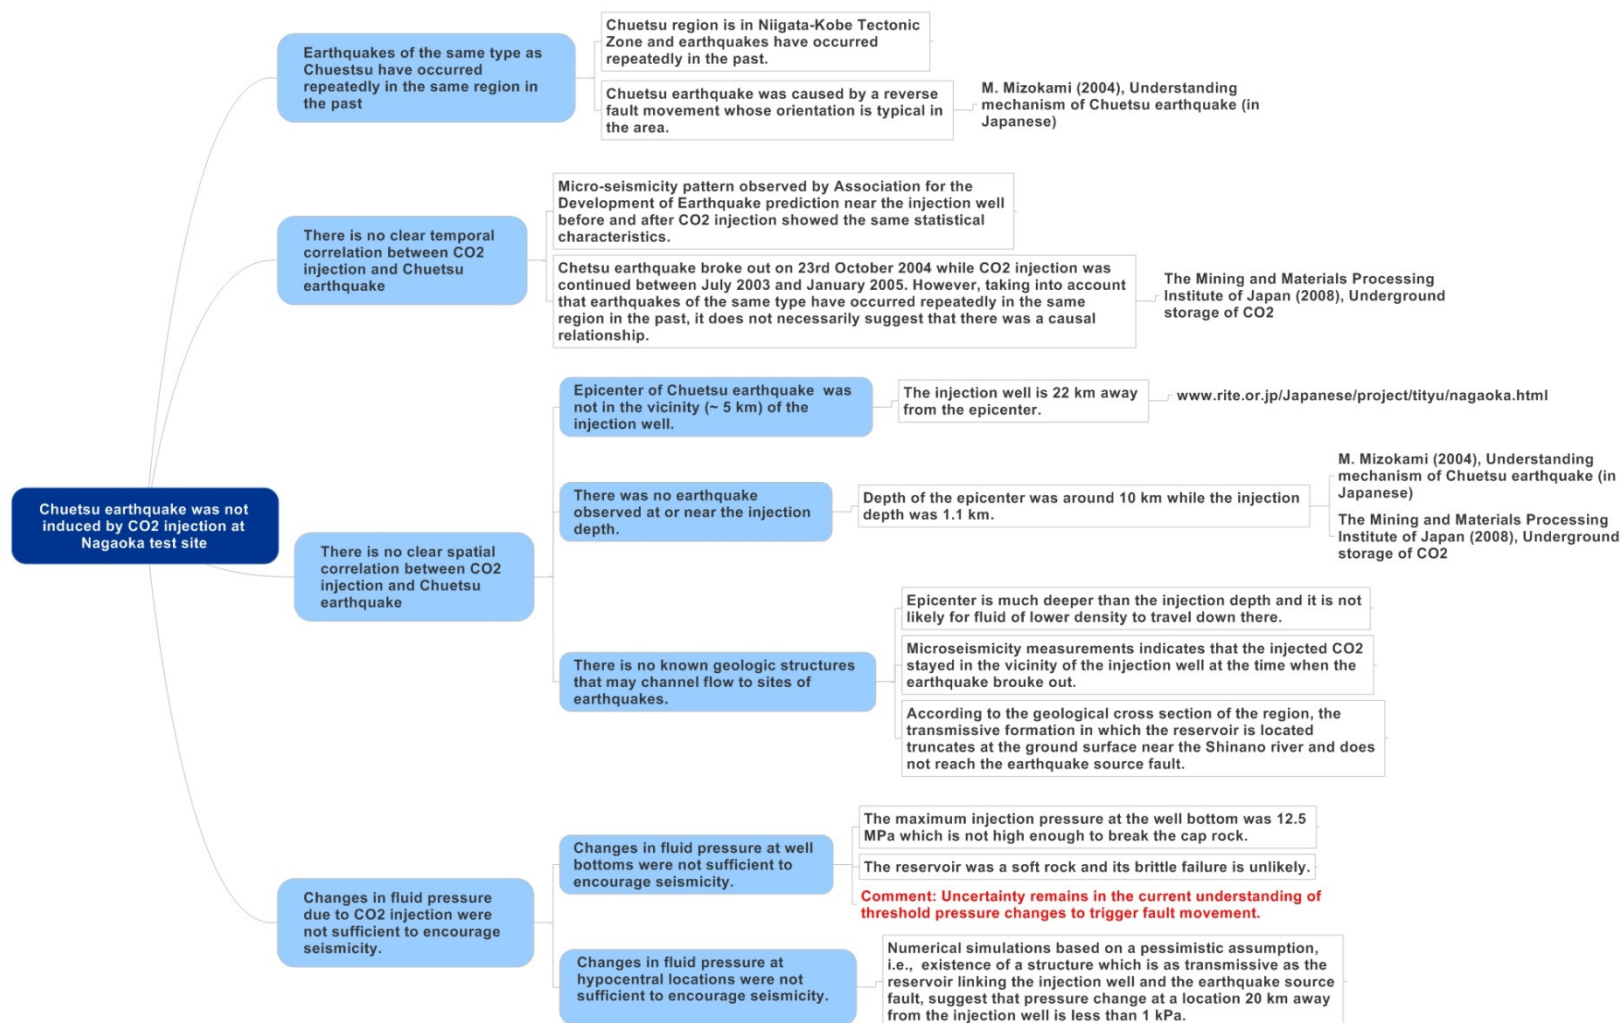 Chuetsu earthquake was not
induced by CO2 injection at
Nagaoka test site
Earthquakes of the same type as
Chuestsu have occurred
repeatedly in the same region in
the past
Chuetsu region is in Niigata-Kobe Tectonic
Zone and earthquakes have occurred
repeatedly in the past.
Chuetsu earthquake was caused by a reverse
fault movement whose orientation is typical in
the area.
M. Mizokami (2004), Understanding
mechanism of Chuetsu earthquake (in
Japanese)
There is no clear temporal
correlation between CO2
injection and Chuetsu
earthquake
Micro-seismicity pattern observed by Association for the
Development of Earthquake prediction near the injection well
before and after CO2 injection showed the same statistical
characteristics.
Chetsu earthquake broke out on 23rd October 2004 while CO2 injection was
continued between July 2003 and January 2005. However, taking into account
that earthquakes of the same type have occurred repeatedly in the same
region in the past, it does not necessarily suggest that there was a causal
relationship.
The Mining and Materials Processing
Institute of Japan (2008), Underground
storage of CO2
There is no clear spatial
correlation between CO2
injection and Chuetsu
earthquake
Epicenter of Chuetsu earthquake was
not in the vicinity (~ 5 km) of the
injection well.
The injection well is 22 km away
from the epicenter.
www.rite.or.jp/Japanese/project/tityu/nagaoka.html
There was no earthquake
observed at or near the injection
depth.
Depth of the epicenter was around 10 km while the injection
depth was 1.1 km.
M. Mizokami (2004), Understanding
mechanism of Chuetsu earthquake (in
Japanese)
The Mining and Materials Processing
Institute of Japan (2008), Underground
storage of CO2
There is no known geologic structures
that may channel flow to sites of
earthquakes.
Epicenter is much deeper than the injection depth and it is not
likely for fluid of lower density to travel down there.
Microseismicity measurements indicates that the injected CO2
stayed in the vicinity of the injection well at the time when the
earthquake brouke out.
According to the geological cross section of the region, the
transmissive formation in which the reservoir is located
truncates at the ground surface near the Shinano river and does
not reach the earthquake source fault.
Changes in fluid pressure
due to CO2 injection were
not sufficient to encourage
seismicity.
Changes in fluid pressure at well
bottoms were not sufficient to
encourage seismicity.
The maximum injection pressure at the well bottom was 12.5
MPa which is not high enough to break the cap rock.
The reservoir was a soft rock and its brittle failure is unlikely.
Comment: Uncertainty remains in the current understanding of
threshold pressure changes to trigger fault movement.
Changes in fluid pressure at
hypocentral locations were not
sufficient to encourage seismicity.
Numerical simulations based on a pessimistic assumption,
i.e., existence of a structure which is as transmissive as the
reservoir linking the injection well and the earthquake source
fault, suggest that pressure change at a location 20 km away
from the injection well is less than 1 kPa.